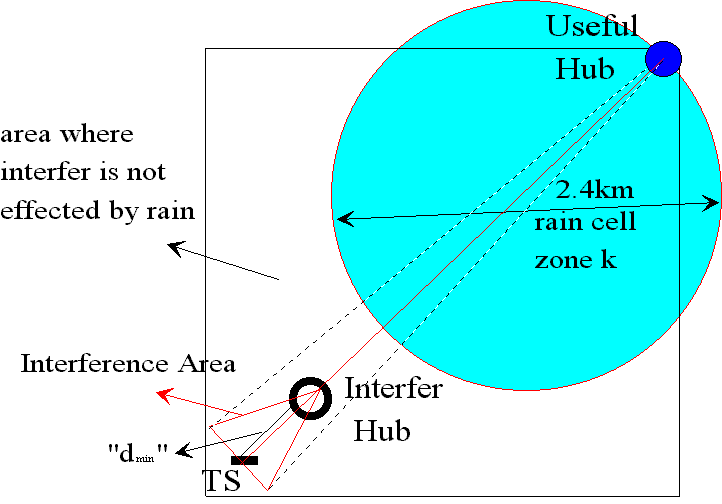 Useful
Hub
area where
interfer is not
effected by rain
2.4km
rain cell
zone k
Interference Area
Interfer
Hub
"dmin"
TS